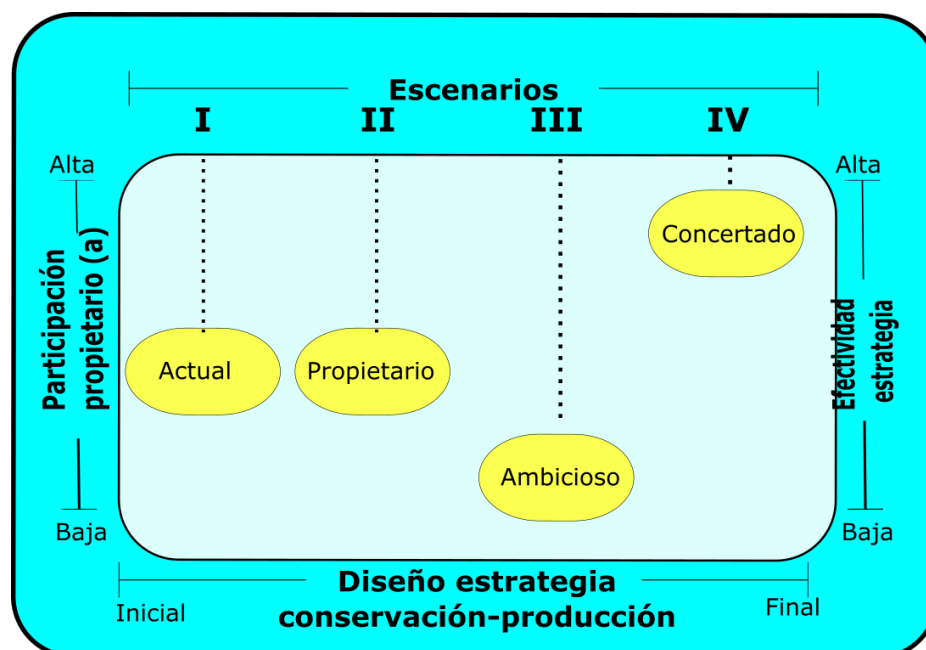 Escenarios
I II III IV
Alta
Alta
Participación
propietario (a)
Efectividad
estrategia
Concertado
Actual
Propietario
Ambicioso
Baja
Baja
Inicial
Diseño estrategia
conservación-producción
Final